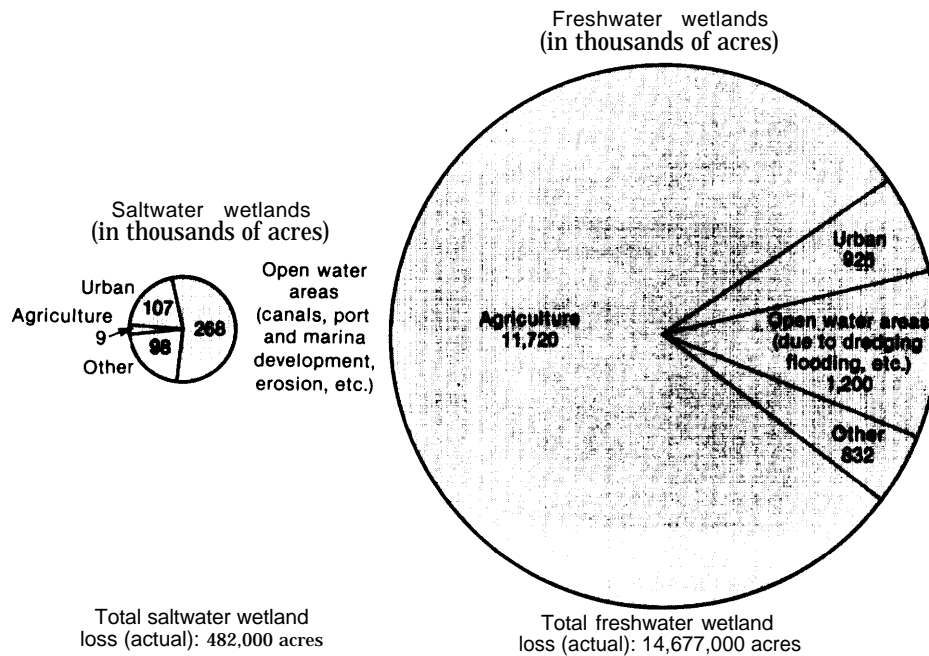 Freshwater wetlands
(in thousands of acres)
Saltwater wetlands
(in thousands of acres)
Urban
107
Agriculture
9
98
Other
268
Open water
areas
(canals, port
and marina
development,
erosion, etc.)
Agriculture
11,720
Urban
925
Open water areas
(due to dredging
flooding, etc.)
1,200
Other
832
Total saltwater wetland
loss (actual): 482,000 acres
Total freshwater wetland
loss (actual): 14,677,000 acres